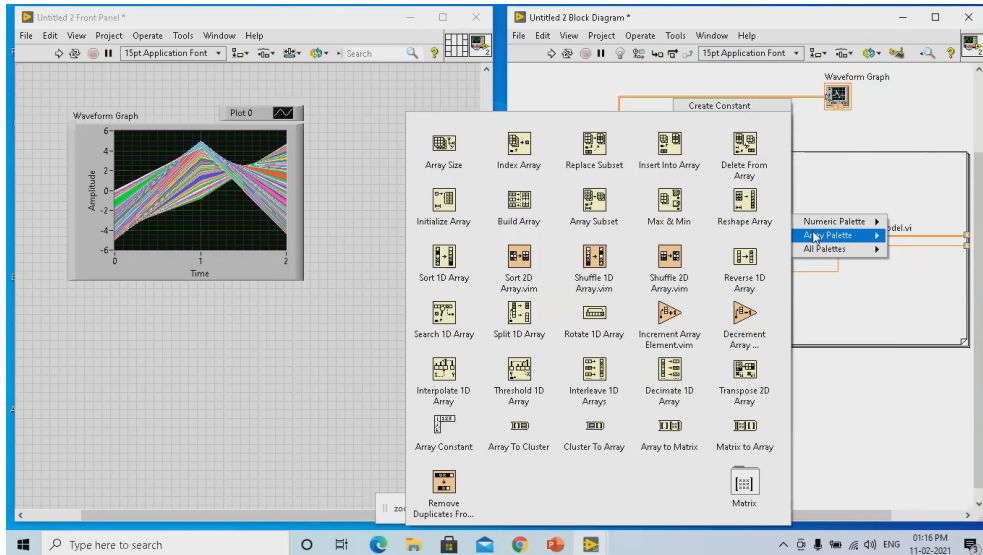 Untitled 2 Front Panel *
File Edit View Project Operate Tools Window Help
15pt Application Font
Search
2
Waveform Graph
Plot 0
Amplitude
6
4
2
0
-2
-4
-6
0 1 2
Time
Untitled 2 Block Diagram *
File Edit View Project Operate Tools Window Help
15pt Application Font
2
Waveform Graph
Create Constant
Array Size Index Array Replace Subset Insert Into Array Delete From
Array
Initialize Array Build Array Array Subset Max & Min Reshape Array
Sort 1D Array Sort 2D Shuffle 1D Shuffle 2D Reverse 1D
Array.vim Array.vim Array.vim Array
Search 1D Array Split 1D Array Rotate 1D Array Increment Array Decrement
Element.vim Array ...
Interpolate 1D Threshold 1D Interleave 1D Decimate 1D Transpose 2D
Array Array Arrays Array Array
Array Constant Array To Cluster Cluster To Array Array to Matrix Matrix to Array
Remove
Duplicates Fro...
Matrix
Numeric Palette
Array Palette
All Palettes
odel.vi
zo
Type here to search
ENG
01:16 PM
11-02-2021
3